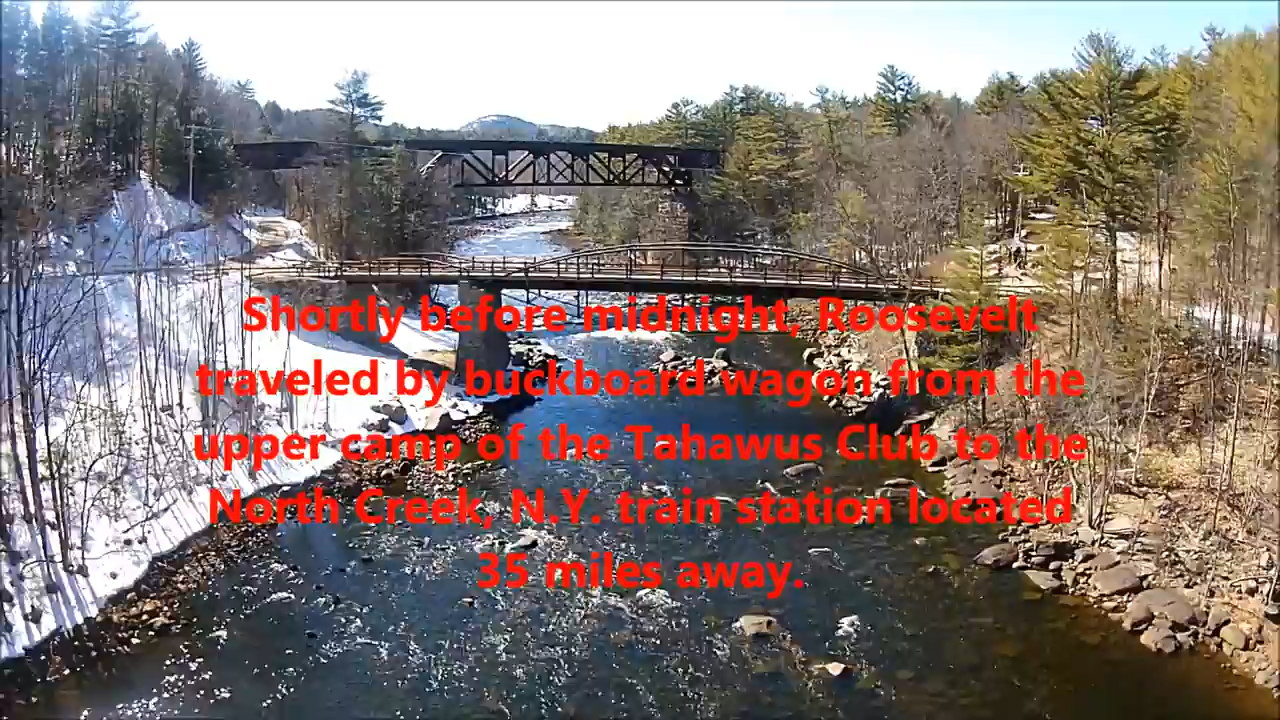 Shortly before midnight, Roosevelt
traveled by buckboard wagon from the
upper camp of the Tahawus Club to the
North Creek, N.Y. train station located
35 miles away.